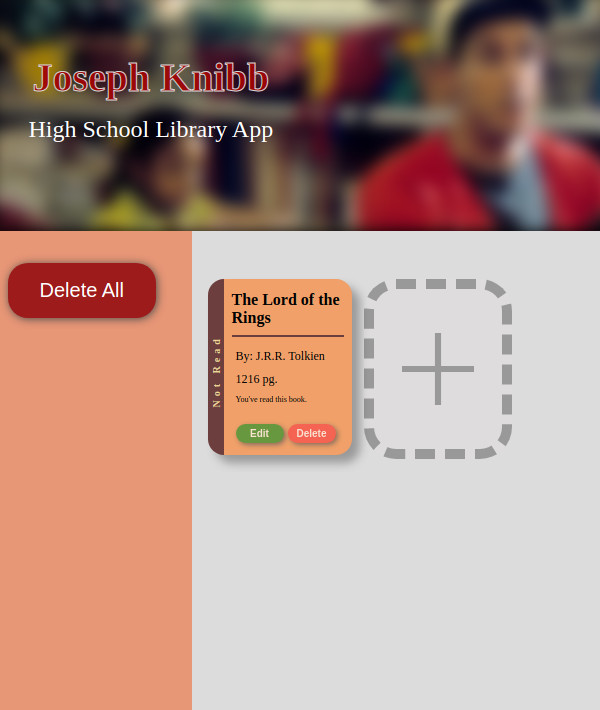 Joseph Knibb
High School Library App
Delete All
Not Read
The Lord of the
Rings
By: J.R.R. Tolkien
1216 pg.
You've read this book.
Edit
Delete